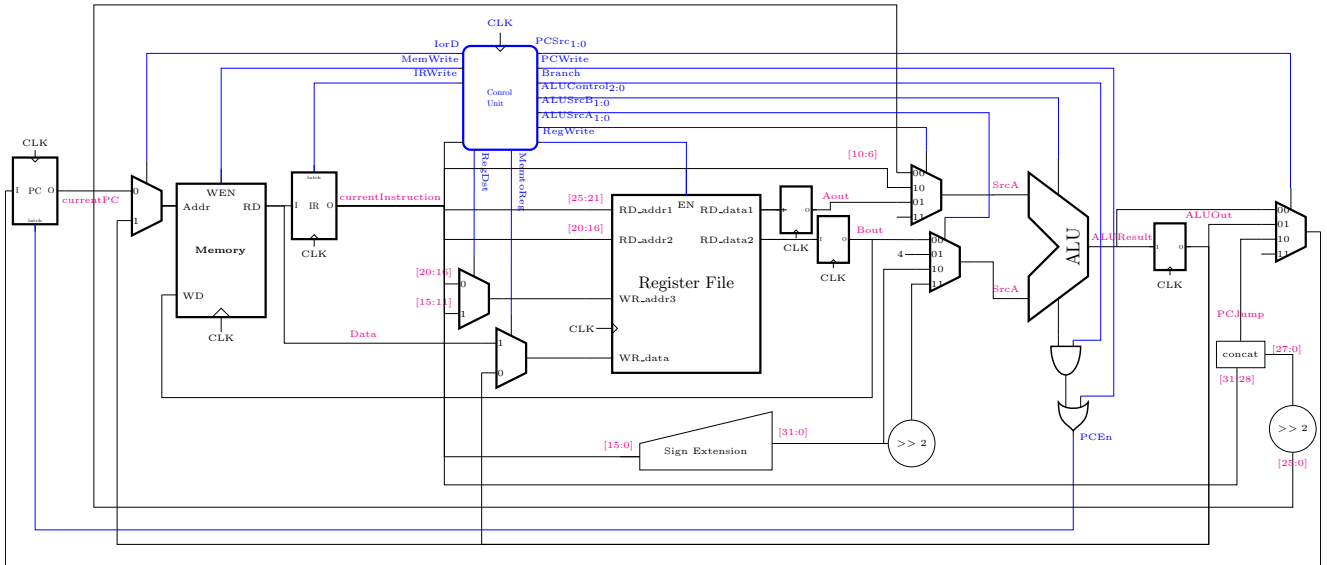 CLK
IorD
PCSrc1:0
MemWrite
PCWrite
IRWrite
Branch
ALUControl2:0
ALUSrcB1:0
ALUSrcA1:0
RegWrite
Conrol
Unit
RegDst
MemtoReg
CLK
I PC O
latch
currentPC
0
1
WEN
Addr RD
Memory
WD
CLK
latch
I IR O
CLK
currentInstruction
[25:21]
[20:16]
[20:16]
[15:11]
0
1
Data
1
0
EN
RD_addr1 RD_data1
RD_addr2 RD_data2
Register File
WR_addr3
CLK
WR_data
O
CLK
I O
CLK
Aout
Bout
[10:6]
00
10
01
11
SrcA
00
4 01
10
11
SrcA
ALU
ALUResult
I O
CLK
ALUOut
00
01
10
11
PCJump
concat
[27:0]
[31:28]
>> 2
[25:0]
PCEn
[15:0]
Sign Extension
[31:0]
>> 2